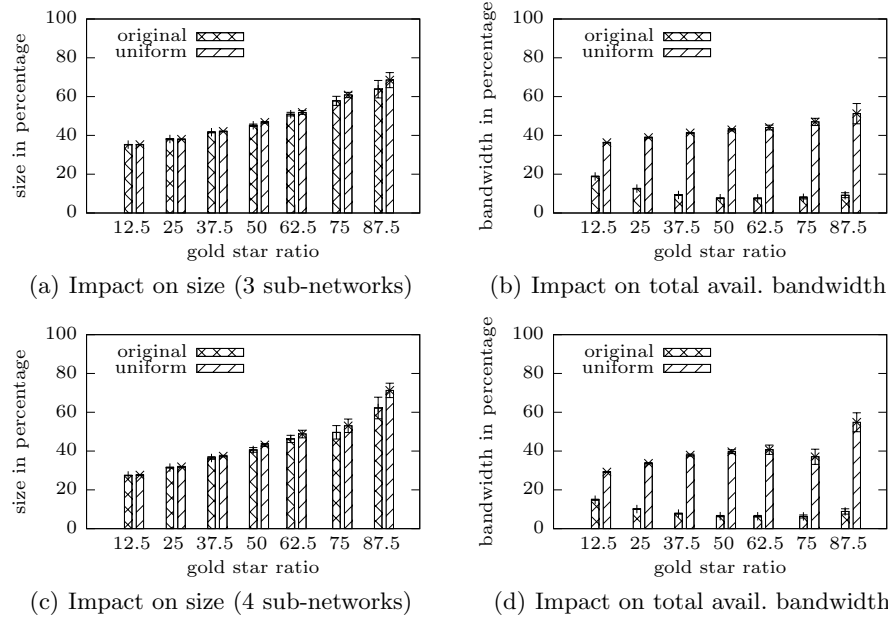 size in percentage
100
80
60
40
20
0
original
uniform
12.5 25 37.5 50 62.5 75 87.5
gold star ratio
(a) Impact on size (3 sub-networks)
bandwidth in percentage
100
80
60
40
20
0
original
uniform
12.5 25 37.5 50 62.5 75 87.5
gold star ratio
(b) Impact on total avail. bandwidth
size in percentage
100
80
60
40
20
0
original
uniform
12.5 25 37.5 50 62.5 75 87.5
gold star ratio
(c) Impact on size (4 sub-networks)
bandwidth in percentage
100
80
60
40
20
0
original
uniform
12.5 25 37.5 50 62.5 75 87.5
gold star ratio
(d) Impact on total avail. bandwidth